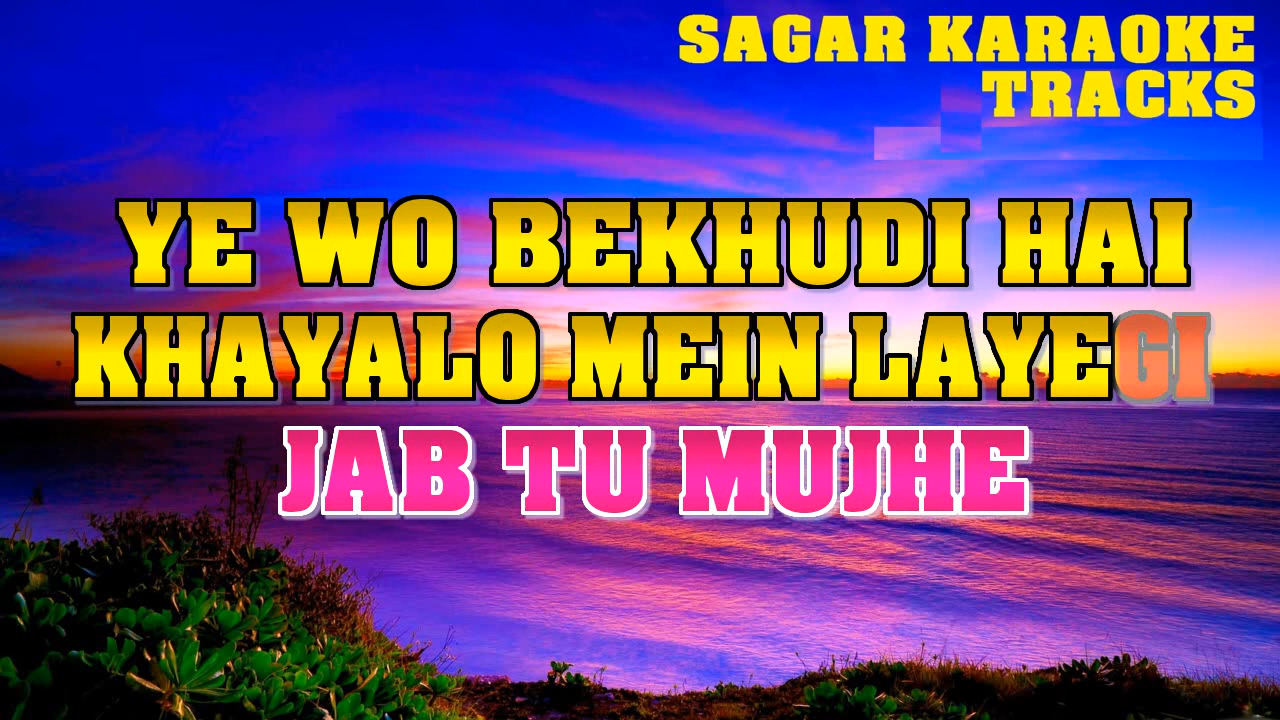 SAGAR KARAOKE
TRACKS
YE WO BEKHUDI HAI
KHAYALO MEIN LAYEGI
JAB TU MUJHE